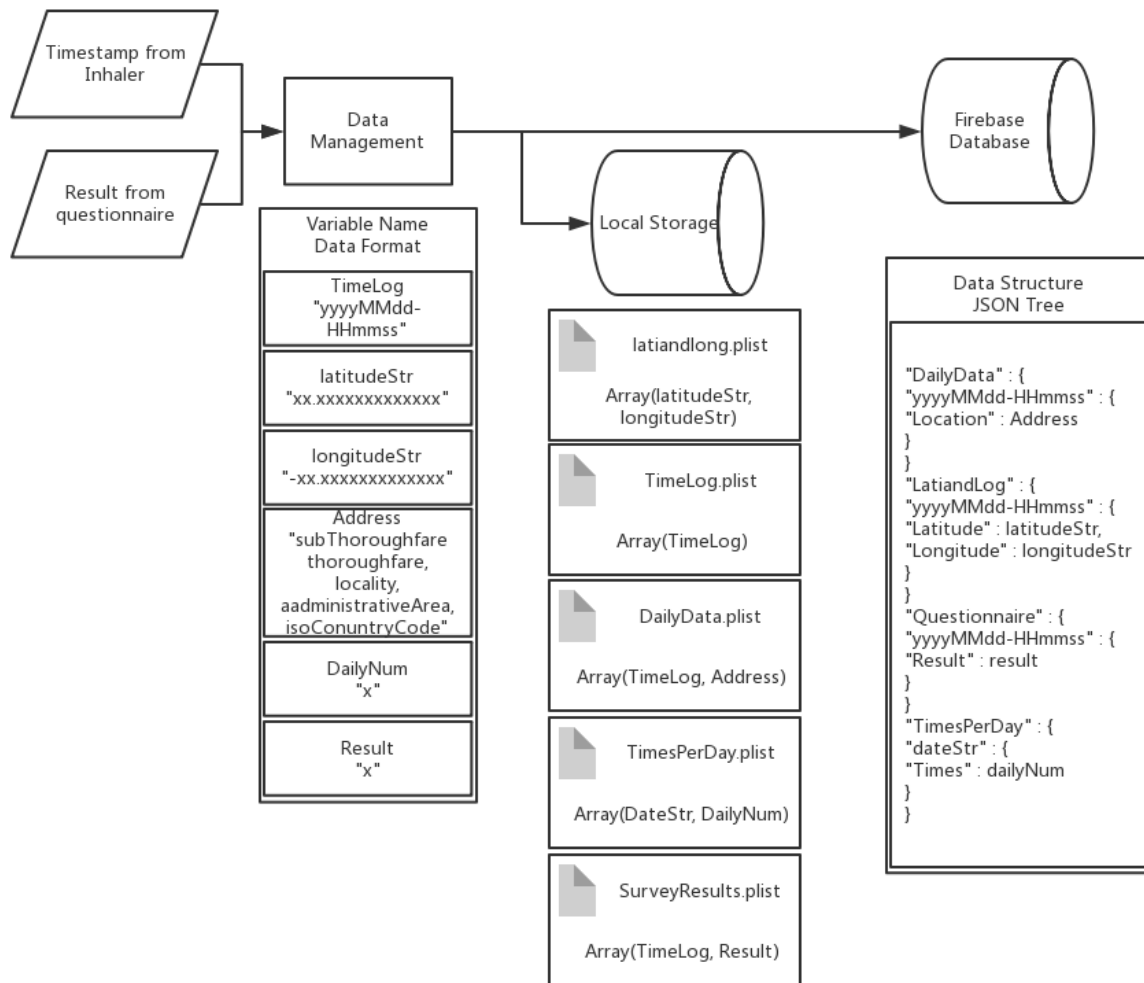 Timestamp from
Inhaler
Result from
questionnaire
Data
Management
Firebase
Database
Local Storage
Variable Name
Data Format
TimeLog
"yyyyMMdd-
HHmmss"
latitudeStr
"xx.xxxxxxxxxxxxx"
longitudeStr
"-xx.xxxxxxxxxxxxx"
Address
"subThoroughfare
thoroughfare,
locality,
aadministrativeArea,
isoConuntryCode"
DailyNum
"x"
Result
"x"
latiandlong.plist
Array(latitudeStr,
longitudeStr)
TimeLog.plist
Array(TimeLog)
DailyData.plist
Array(TimeLog, Address)
TimesPerDay.plist
Array(DateStr, DailyNum)
SurveyResults.plist
Array(TimeLog, Result)
Data Structure
JSON Tree
"DailyData" : {
"yyyyMMdd-HHmmss" : {
"Location" : Address
}
}
"LatiandLog" : {
"yyyyMMdd-HHmmss" : {
"Latitude" : latitudeStr,
"Longitude" : longitudeStr
}
}
"Questionnaire" : {
"yyyyMMdd-HHmmss" : {
"Result" : result
}
}
"TimesPerDay" : {
"dateStr" : {
"Times" : dailyNum
}
}